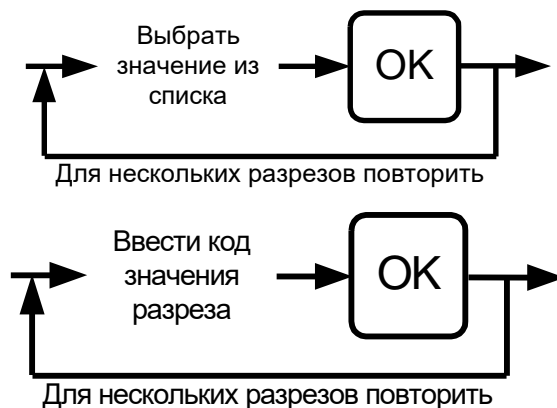 Выбрать
значение из
списка
OK
Для нескольких разрезов повторить
Ввести код
значения
разреза
OK
Для нескольких разрезов повторить